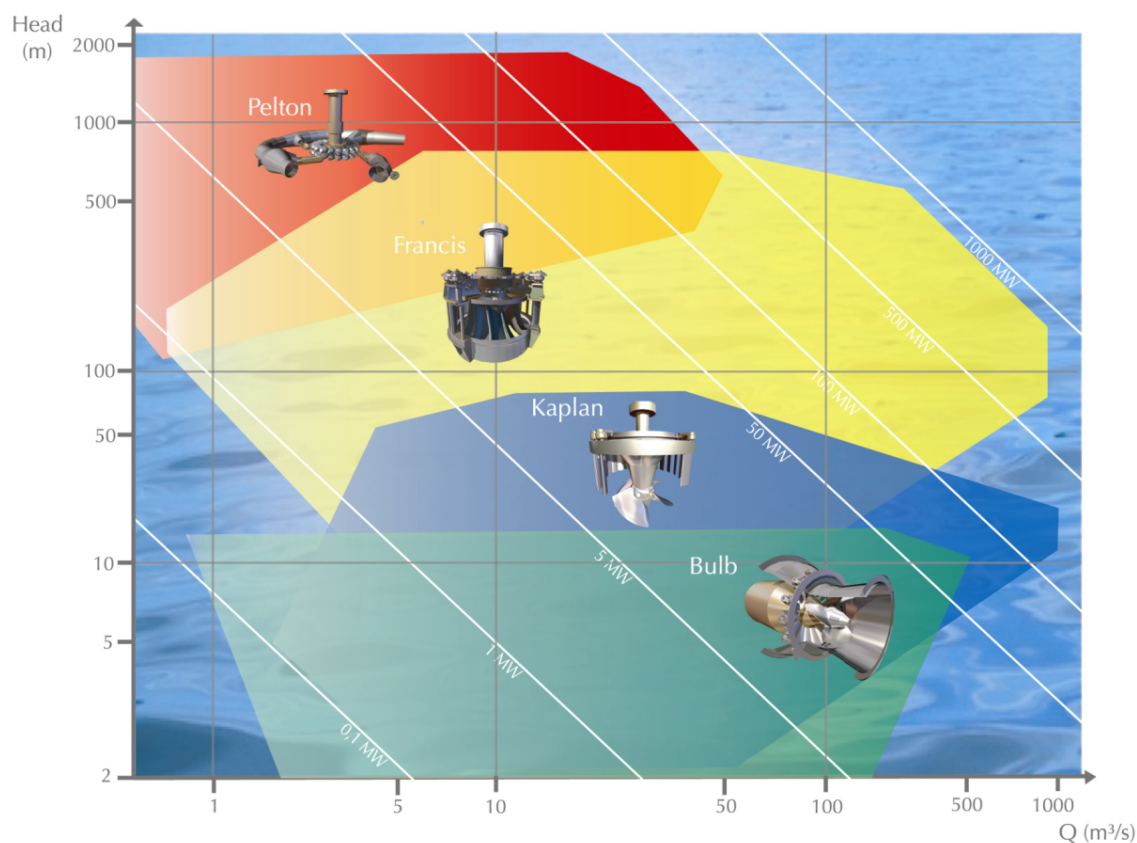 Head
(m)
2000
1000
500
100
50
10
5
2
Pelton
Francis
Kaplan
Bulb
1000 MW
500 MW
100 MW
50 MW
5 MW
1 MW
0,1 MW
1
5
10
50
100
500
1000
Q (m³/s)